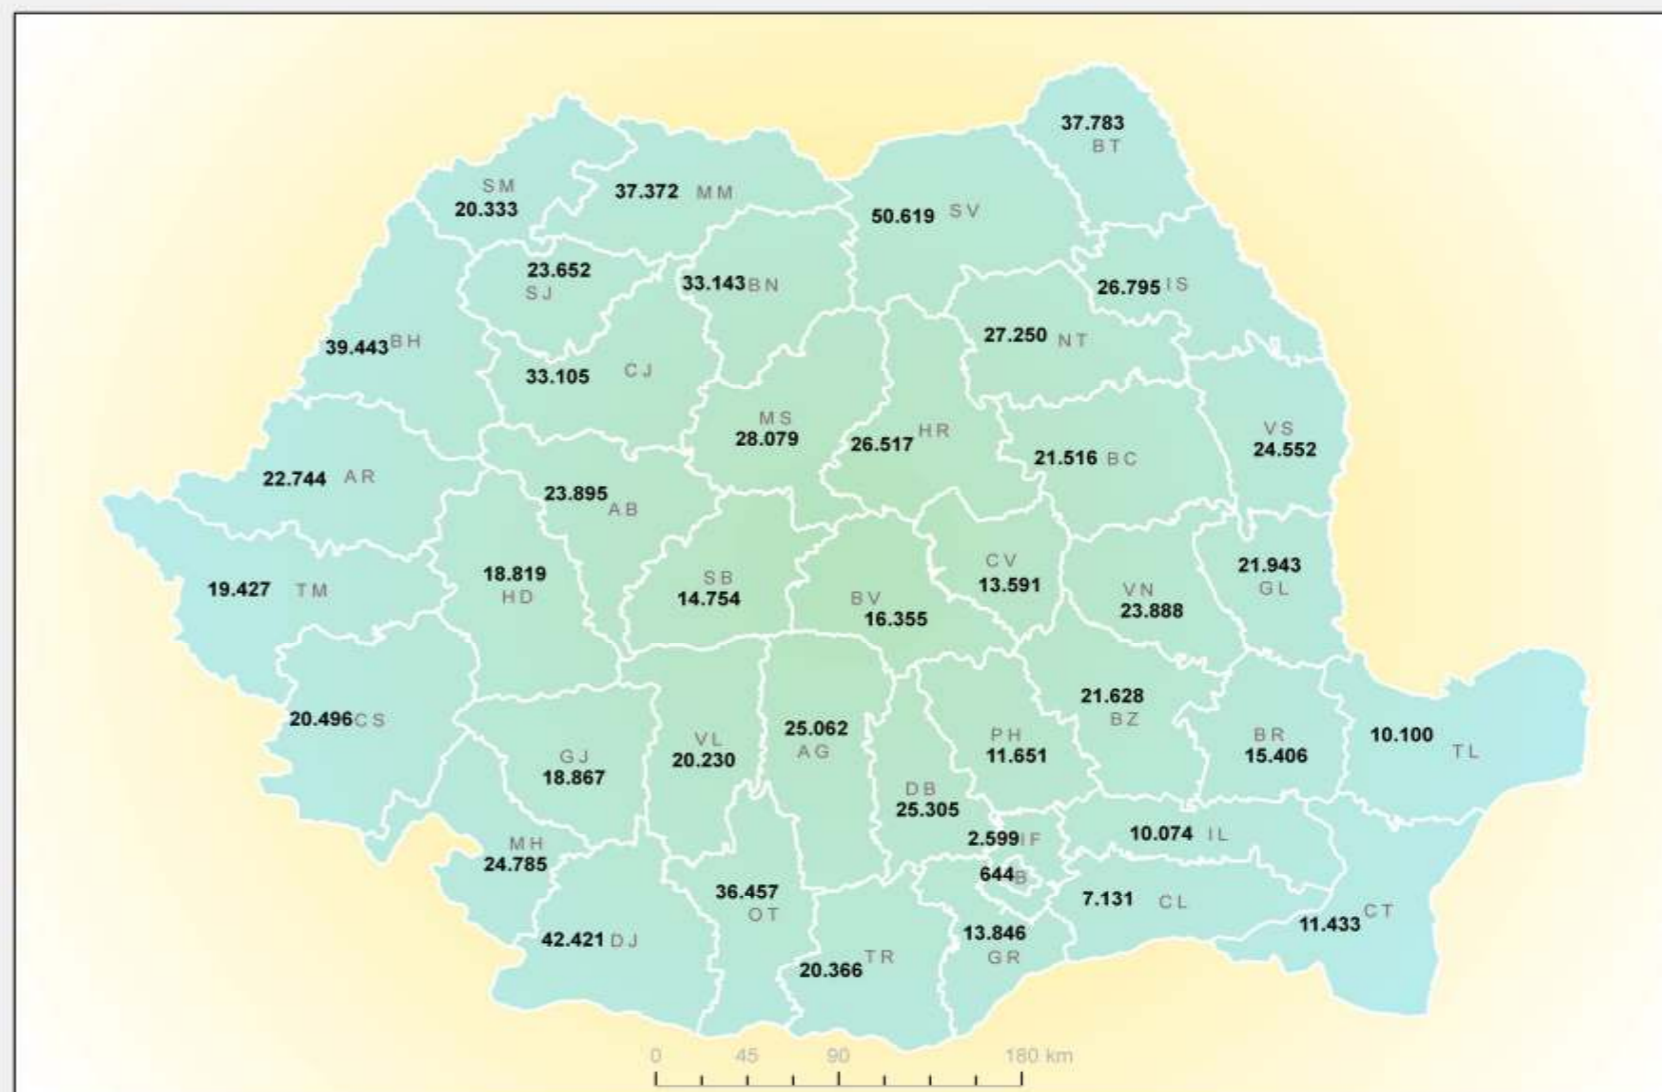 37.783
BT
SM
20.333
37.372 MM
50.619 SV
23.652
SJ
33.143 BN
26.795 IS
39.443 BH
27.250 NT
33.105 CJ
MS
28.079
26.517 HR
21.516 BC
VS
24.552
22.744 AR
23.895
AB
18.819
HD
19.427 TM
SB
14.754
BV
16.355
CV
13.591
VN
23.888
21.943
GL
20.496 CS
GJ
18.867
VL
20.230
25.062
AG
PH
11.651
21.628
BZ
BR
15.406
10.100
TL
DB
25.305
MH
24.785
2.599 IF
10.074 IL
644 B
36.457
OT
7.131 CL
11.433 CT
42.421 DJ
20.366 TR
13.846
GR
0 45 90 180 km